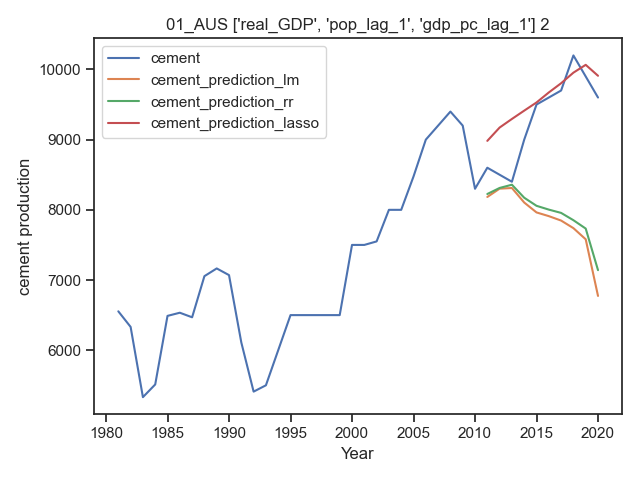 01_AUS ['real_GDP', 'pop_lag_1', 'gdp_pc_lag_1'] 2
cement
cement_prediction_lm
cement_prediction_rr
cement_prediction_lasso
cement production
10000
9000
8000
7000
6000
1980 1985 1990 1995 2000 2005 2010 2015 2020
Year